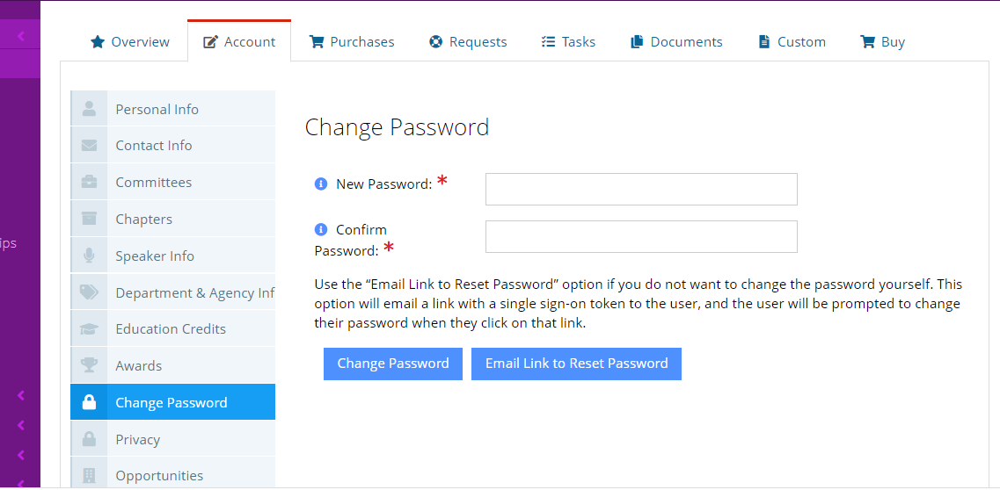 Overview
Account
Purchases
Requests
Tasks
Documents
Custom
Buy
ips
Personal Info
Contact Info
Committees
Chapters
Speaker Info
Department & Agency Inf
Education Credits
Awards
Change Password
Privacy
Opportunities
Change Password
New Password: *
Confirm
Password: *
Use the “Email Link to Reset Password” option if you do not want to change the password yourself. This
option will email a link with a single sign-on token to the user, and the user will be prompted to change
their password when they click on that link.
Change Password
Email Link to Reset Password